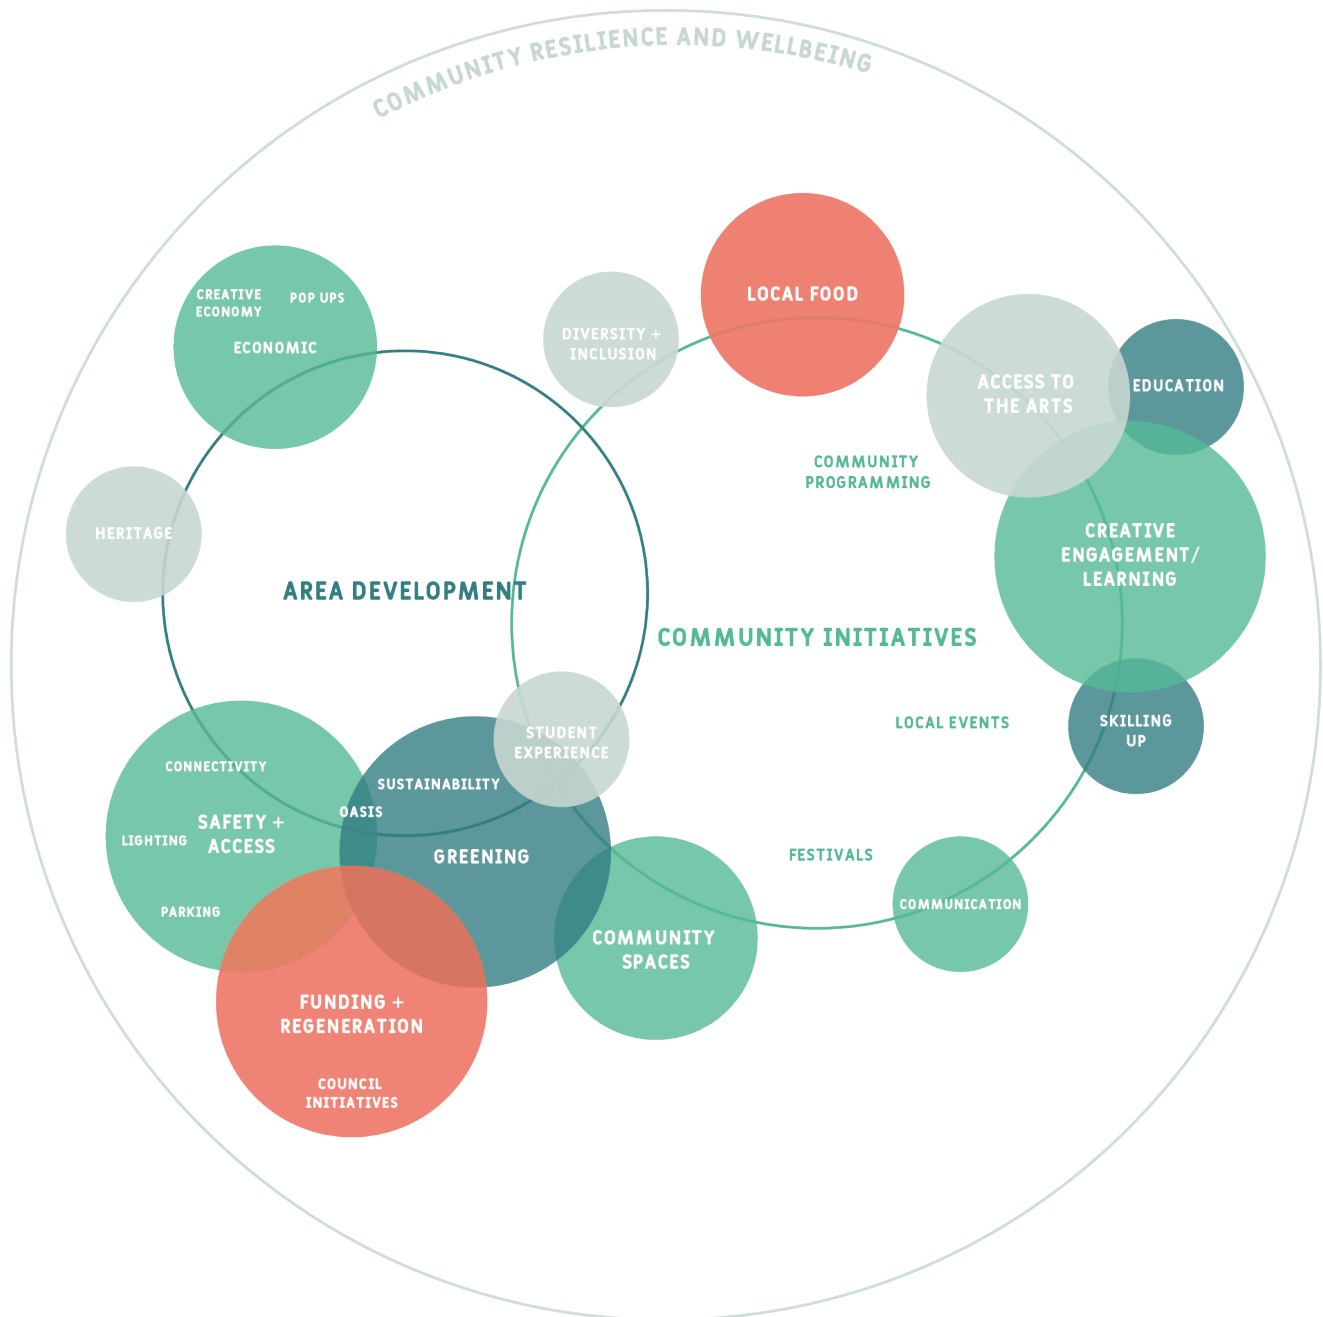 COMMUNITY RESILIENCE AND WELLBEING
CREATIVE
ECONOMY
POP UPS
ECONOMIC
DIVERSITY +
INCLUSION
LOCAL FOOD
ACCESS TO
THE ARTS
EDUCATION
COMMUNITY
PROGRAMMING
HERITAGE
CREATIVE
ENGAGEMENT/
LEARNING
AREA DEVELOPMENT
COMMUNITY INITIATIVES
STUDENT
EXPERIENCE
LOCAL EVENTS
SKILLING
UP
CONNECTIVITY
SUSTAINABILITY
OASIS
SAFETY +
ACCESS
LIGHTING
GREENING
FESTIVALS
PARKING
COMMUNICATION
COMMUNITY
SPACES
FUNDING +
REGENERATION
COUNCIL
INITIATIVES